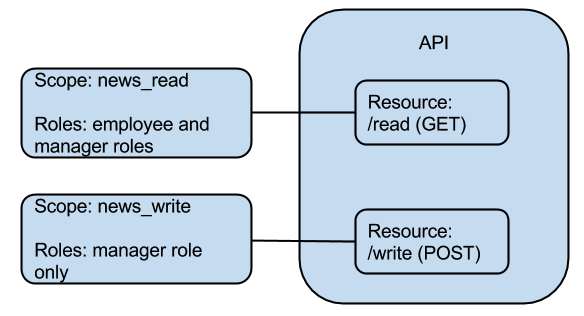 API
Scope: news_read
Roles: employee and
manager roles
Resource:
/read (GET)
Scope: news_write
Roles: manager role
only
Resource:
/write (POST)